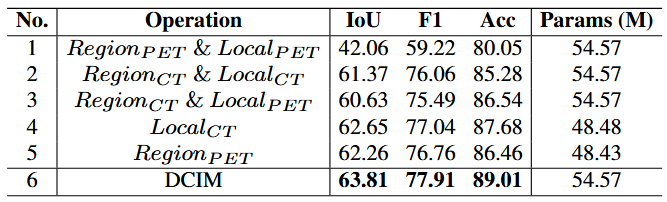 No. Operation IoU F1 Acc Params (M)
1 Region_PET & Local_PET 42.06 59.22 80.05 54.57
2 Region_CT & Local_CT 61.37 76.06 85.28 54.57
3 Region_CT & Local_PET 60.63 75.49 86.54 54.57
4 Local_CT 62.65 77.04 87.68 48.48
5 Region_PET 62.26 76.76 86.46 48.43
6 DCIM 63.81 77.91 89.01 54.57